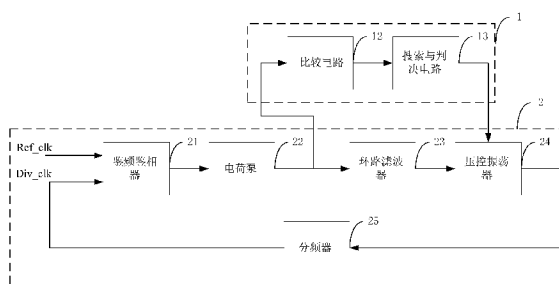 1
12
13
比较电路
搜索与判
决电路
2
Ref_clk
Div_clk
鉴频鉴相
器
21
电荷泵
22
环路滤波
器
23
压控振荡
器
24
分频器
25